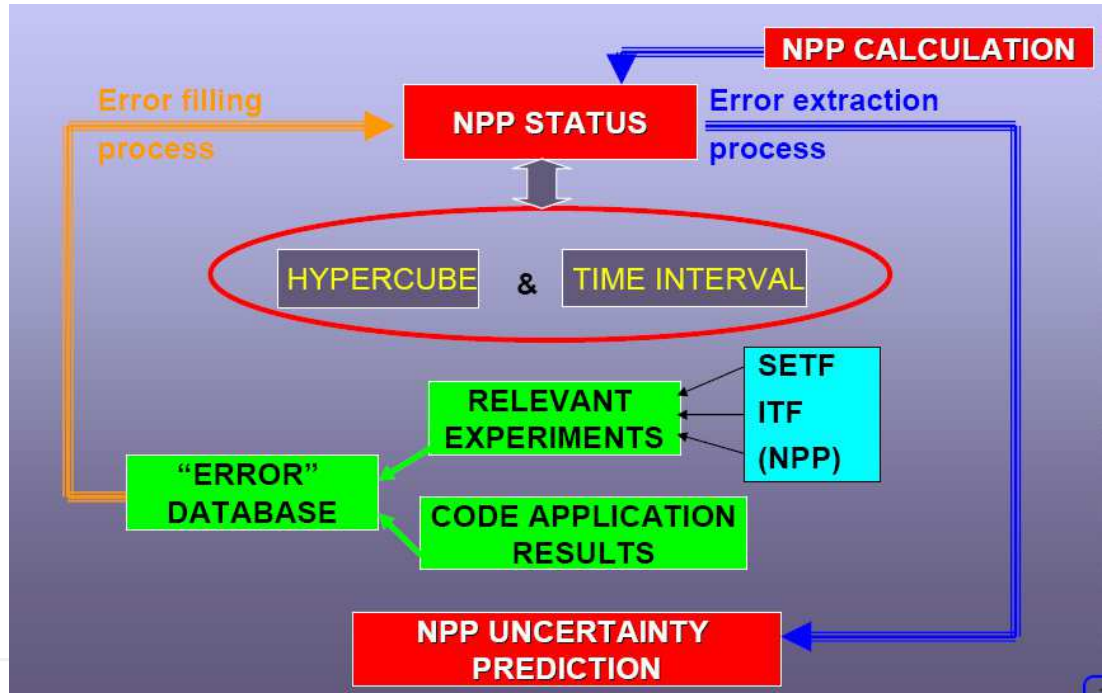 NPP CALCULATION
Error filling
process
NPP STATUS
Error extraction
process
HYPERCUBE
&
TIME INTERVAL
SETF
ITF
(NPP)
RELEVANT
EXPERIMENTS
“ERROR”
DATABASE
CODE APPLICATION
RESULTS
NPP UNCERTAINTY
PREDICTION